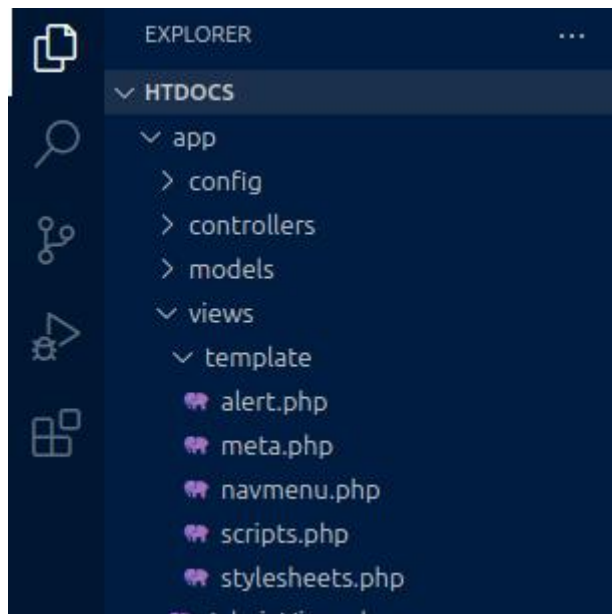 EXPLORER ...
HTDOCS
app
config
controllers
models
views
template
alert.php
meta.php
navmenu.php
scripts.php
stylesheets.php